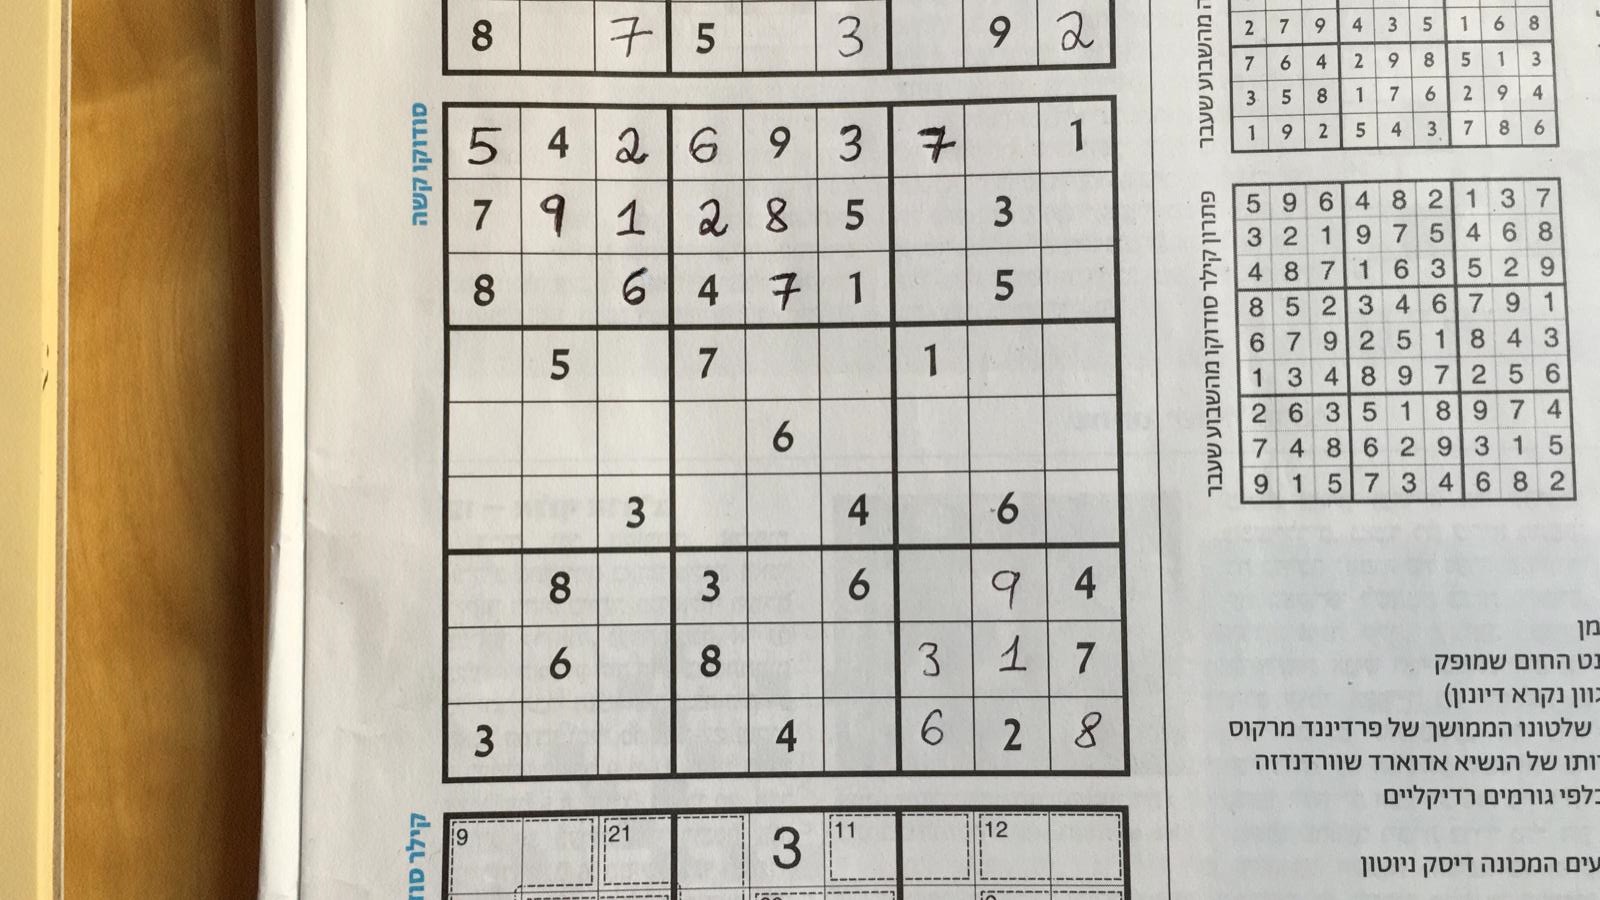 8 7 5 3 9 2
סודוקו קשה
5 4 2 6 9 3 7 1
7 9 1 2 8 5 3
8 6 4 7 1 5
5 7 1
6
3 4 6
8 3 6 9 4
6 8 3 1 7
3 4 6 2 8
9 21 3 11 12
2 7 9 4 3 5 1 6 8
7 6 4 2 9 8 5 1 3
3 5 8 1 7 6 2 9 4
1 9 2 5 4 3 7 8 6
מהשבוע שעבר
פתרון קילר סודוקו מהשבוע שעבר
5 9 6 4 8 2 1 3 7
3 2 1 9 7 5 4 6 8
4 8 7 1 6 3 5 2 9
8 5 2 3 4 6 7 9 1
6 7 9 2 5 1 8 4 3
1 3 4 8 9 7 2 5 6
2 6 3 5 1 8 9 7 4
7 4 8 6 2 9 3 1 5
9 1 5 7 3 4 6 8 2
החום שמופק
נקרא דיונון)
שלטונו הממושך של פרדיננד מרקוס
של הנשיא אדוארד שוורדנדזה
כלפי גורמים רדיקליים
המכונה דיסק ניוטון
קילר